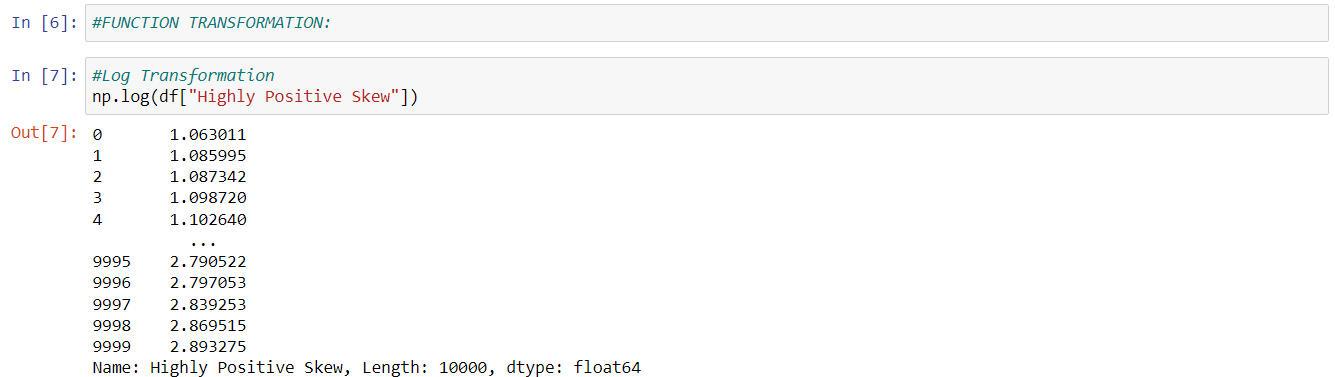 In [6]: #FUNCTION TRANSFORMATION:
In [7]: #Log Transformation
np.log(df["Highly Positive Skew"])
Out[7]: 0 1.063011
1 1.085995
2 1.087342
3 1.098720
4 1.102640
...
9995 2.790522
9996 2.797053
9997 2.839253
9998 2.869515
9999 2.893275
Name: Highly Positive Skew, Length: 10000, dtype: float64